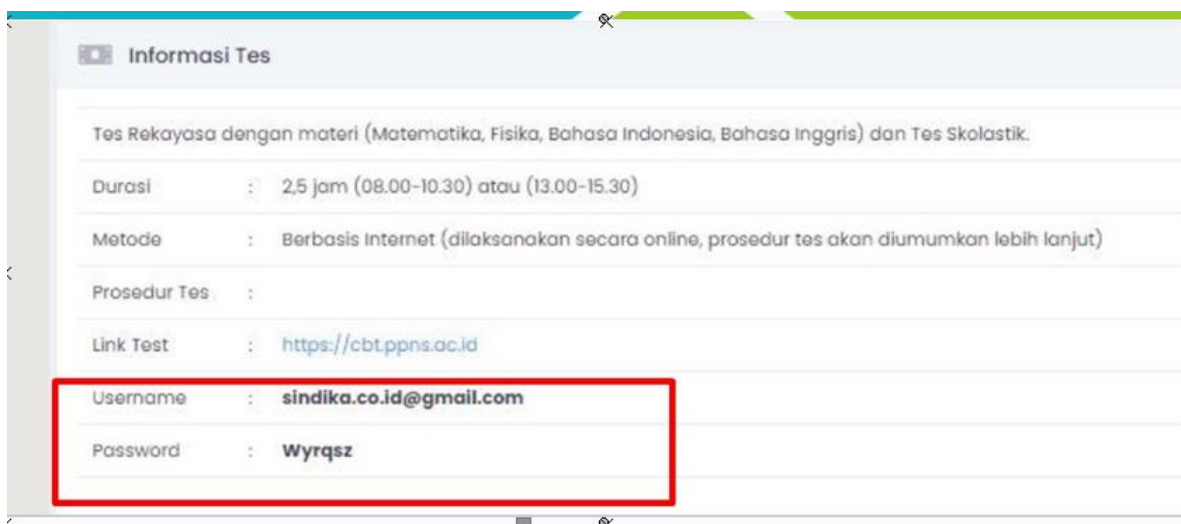 Informasi Tes
Tes Rekayasa dengan materi (Matematika, Fisika, Bahasa Indonesia, Bahasa Inggris) dan Tes Skolastik.
Durasi : 2,5 jam (08.00-10.30) atau (13.00-15.30)
Metode : Berbasis Internet (dilaksanakan secara online, prosedur tes akan diumumkan lebih lanjut)
Prosedur Tes :
Link Test : https://cbt.ppns.ac.id
Username : sindika.co.id@gmail.com
Password : Wyrqsz